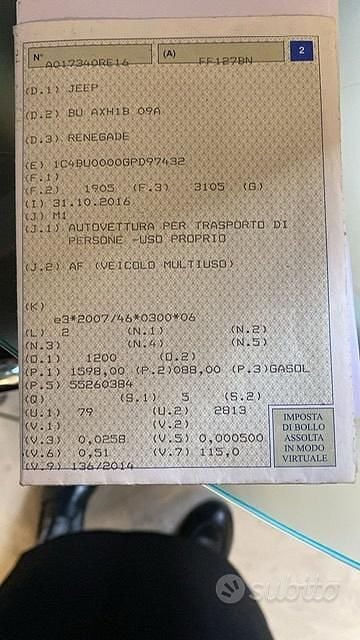 N° A017340RE16 (A) FF127BN 2
(D.1) JEEP
(D.2) BU AXH1B 09A
(D.3) RENEGADE
(E) 1C4BU0000GPD97432
(F.1)
(F.2) 1905 (F.3) 3105 (G)
(I) 31.10.2016
(J) M1
(J.1) AUTOVETTURA PER TRASPORTO DI
PERSONE -USO PROPRIO
(J.2) AF (VEICOLO MULTIUSO)
(K)
e3*2007/46*0300*06
(L) 2 (N.1) (N.2)
(N.3) (N.4) (N.5)
(O.1) 1200 (O.2)
(P.1) 1598,00 (P.2)088,00 (P.3)GASOL
(P.5) 55260384
(Q) (S.1) 5 (S.2)
(U.1) 79 (U.2) 2813
(V.1) (V.2)
(V.3) 0,0258 (V.5) 0,000500
(V.6) 0,51 (V.7) 115,0
(V.9) 136/2014
IMPOSTA
DI BOLLO
ASSOLTA
IN MODO
VIRTUALE
subito